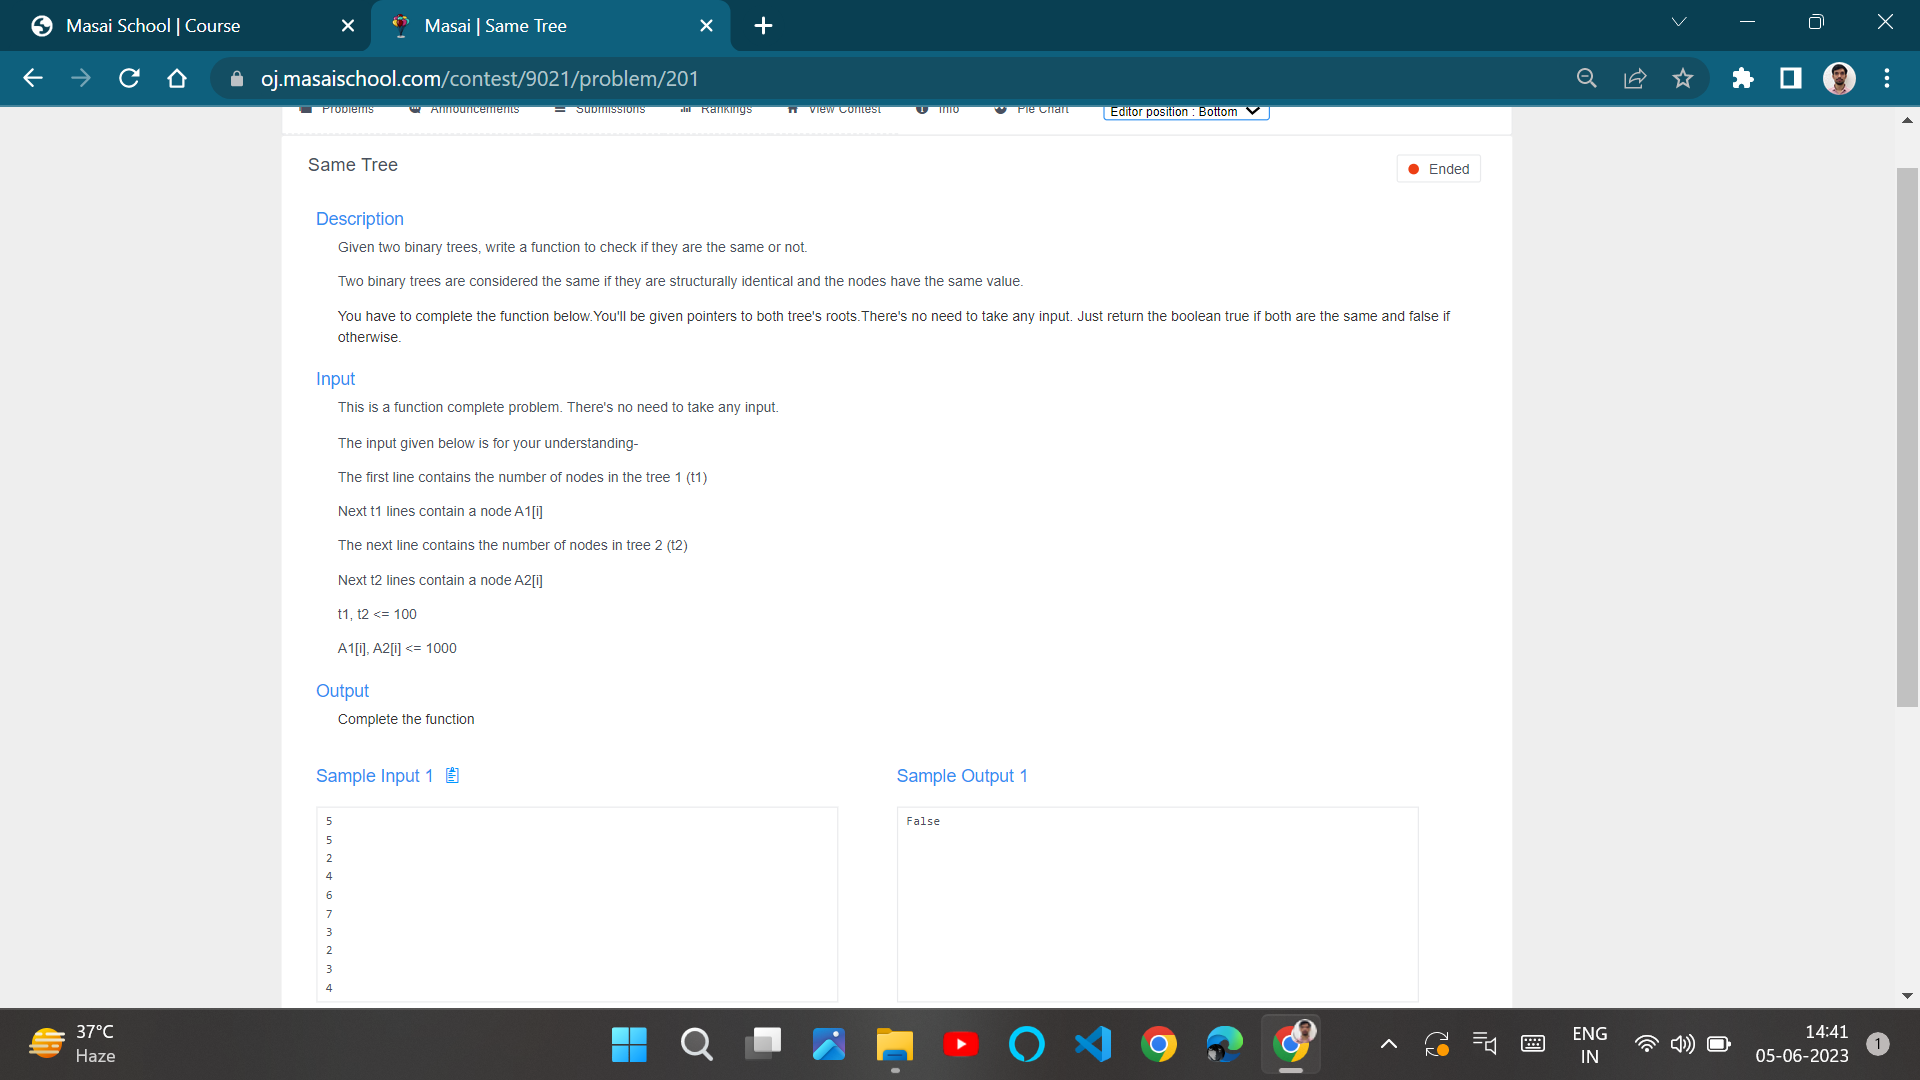 Masai School | Course
Masai | Same Tree
oj.masaischool.com/contest/9021/problem/201
Problems Announcements Submissions Rankings View Contest Info Pie Chart Editor position : Bottom
Same Tree
Ended
Description
Given two binary trees, write a function to check if they are the same or not.
Two binary trees are considered the same if they are structurally identical and the nodes have the same value.
You have to complete the function below.You'll be given pointers to both tree's roots.There's no need to take any input. Just return the boolean true if both are the same and false if
otherwise.
Input
This is a function complete problem. There's no need to take any input.
The input given below is for your understanding-
The first line contains the number of nodes in the tree 1 (t1)
Next t1 lines contain a node A1[i]
The next line contains the number of nodes in tree 2 (t2)
Next t2 lines contain a node A2[i]
t1, t2 <= 100
A1[i], A2[i] <= 1000
Output
Complete the function
Sample Input 1
5
5
2
4
6
7
3
2
3
4
Sample Output 1
False
37°C
Haze
ENG
IN
14:41
05-06-2023
1